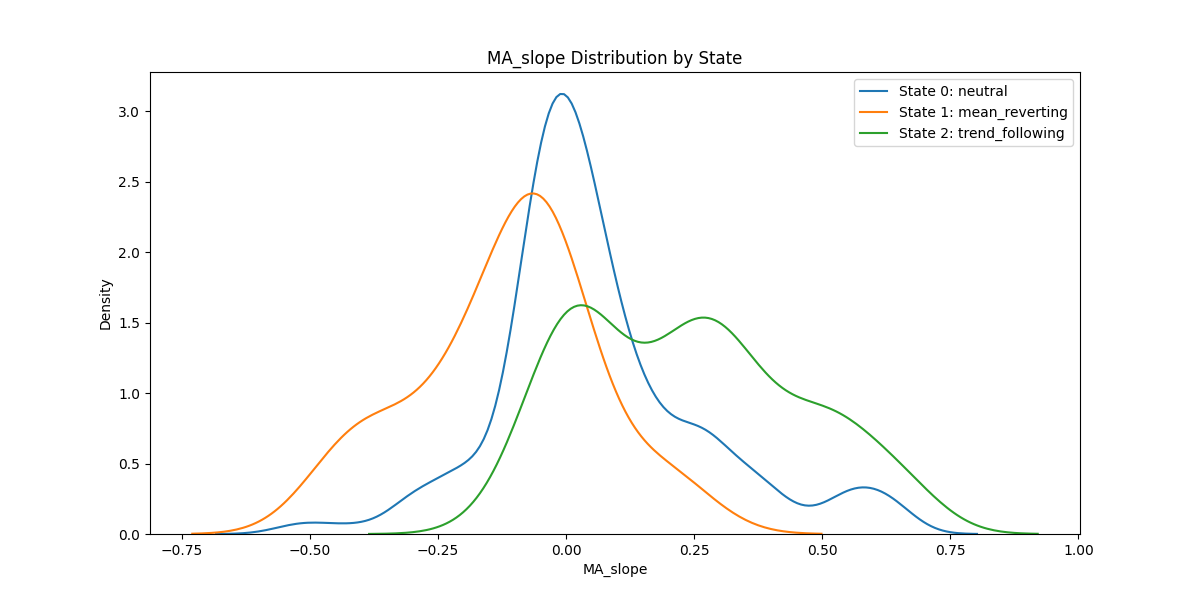 MA_slope Distribution by State
State 0: neutral
State 1: mean_reverting
State 2: trend_following
Density
3.0
2.5
2.0
1.5
1.0
0.5
0.0
−0.75 −0.50 −0.25 0.00 0.25 0.50 0.75 1.00
MA_slope